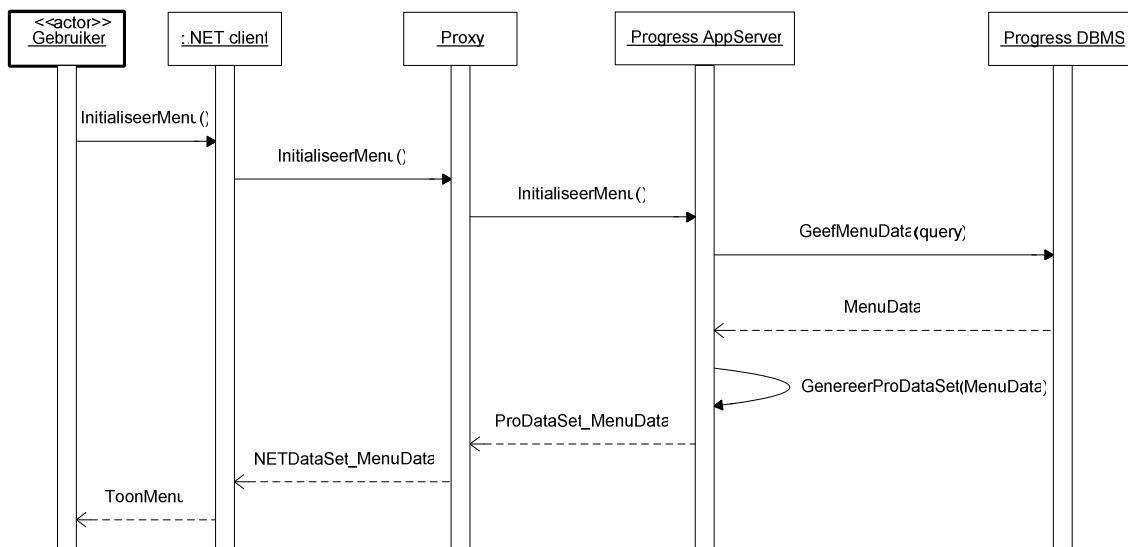 <<actor>>
Gebruiker
:.NET client
Proxy
Progress AppServer
Progress DBMS
InitialiseerMenu()
InitialiseerMenu()
InitialiseerMenu()
GeefMenuData(query)
MenuData
GenereerProDataSet(MenuData)
ProDataSet_MenuData
NETDataSet_MenuData
ToonMenu